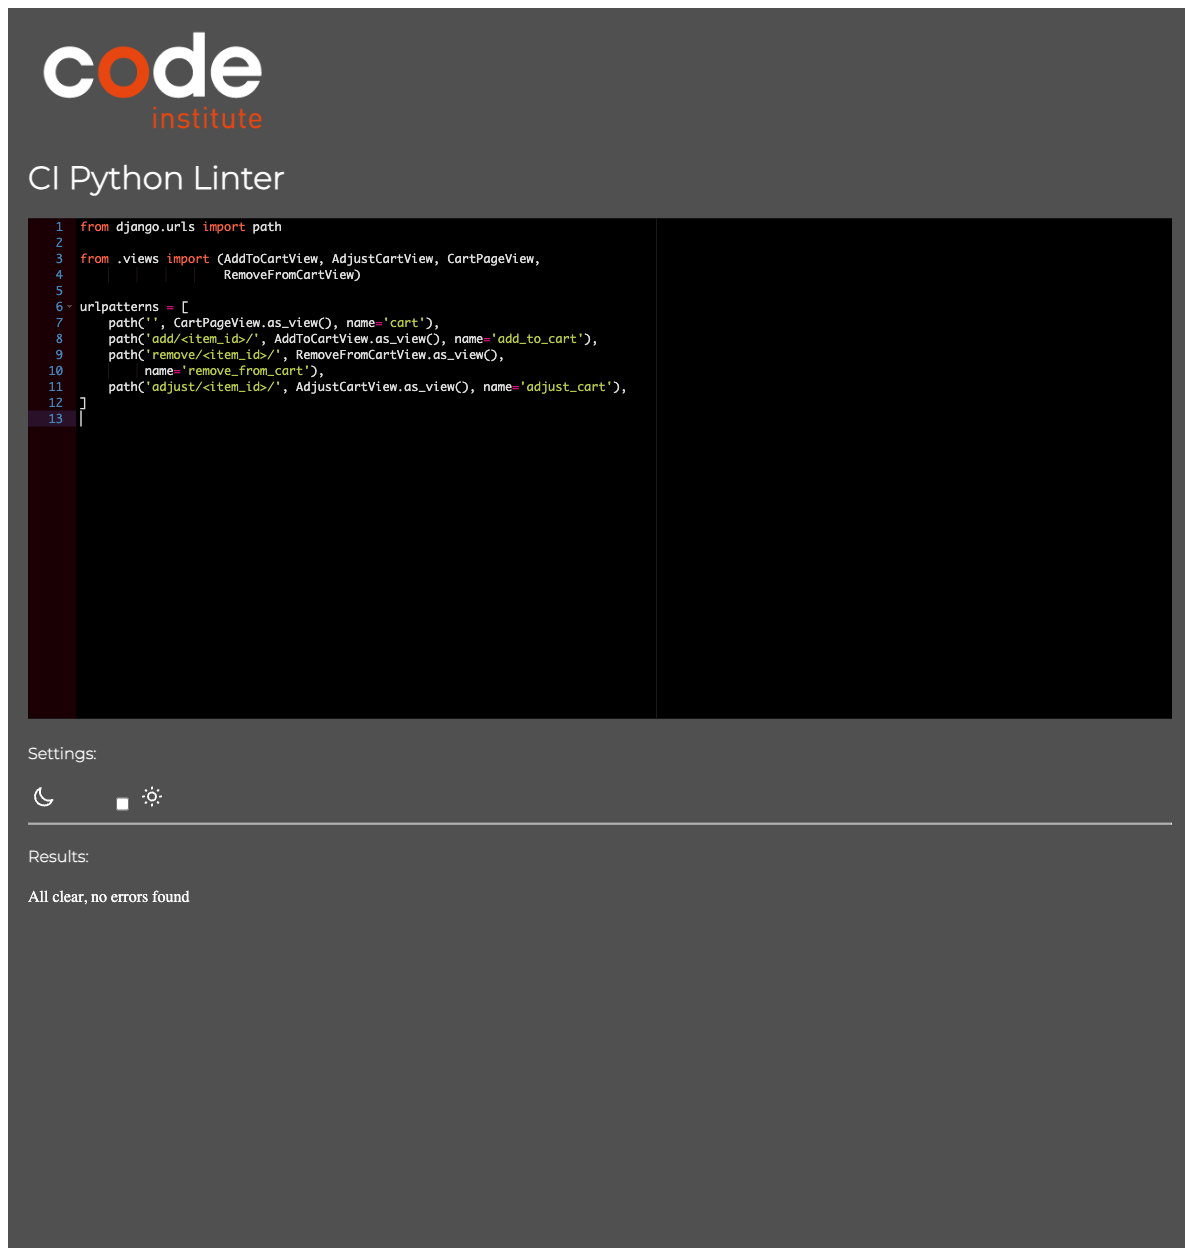 code
institute
CI Python Linter
1 from django.urls import path
2
3 from .views import (AddToCartView, AdjustCartView, CartPageView,
4                     RemoveFromCartView)
5
6 urlpatterns = [
7     path('', CartPageView.as_view(), name='cart'),
8     path('add/<item_id>/', AddToCartView.as_view(), name='add_to_cart'),
9     path('remove/<item_id>/', RemoveFromCartView.as_view(),
10          name='remove_from_cart'),
11     path('adjust/<item_id>/', AdjustCartView.as_view(), name='adjust_cart'),
12 ]
13
Settings:
Results:
All clear, no errors found